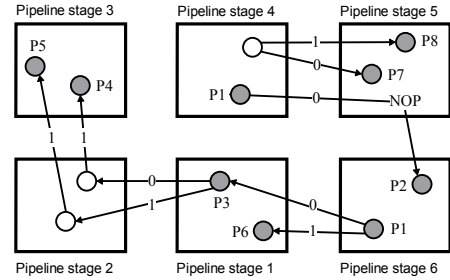 Pipeline stage 3
Pipeline stage 4
Pipeline stage 5
P5
P4
1
0
P8
P7
P1
0
NOP
1
1
0
1
P3
P6
0
1
P2
P1
Pipeline stage 2
Pipeline stage 1
Pipeline stage 6